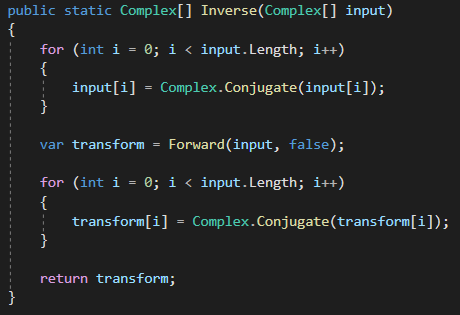 public static Complex[] Inverse(Complex[] input)
{
    for (int i = 0; i < input.Length; i++)
    {
        input[i] = Complex.Conjugate(input[i]);
    }

    var transform = Forward(input, false);

    for (int i = 0; i < input.Length; i++)
    {
        transform[i] = Complex.Conjugate(transform[i]);
    }

    return transform;
}